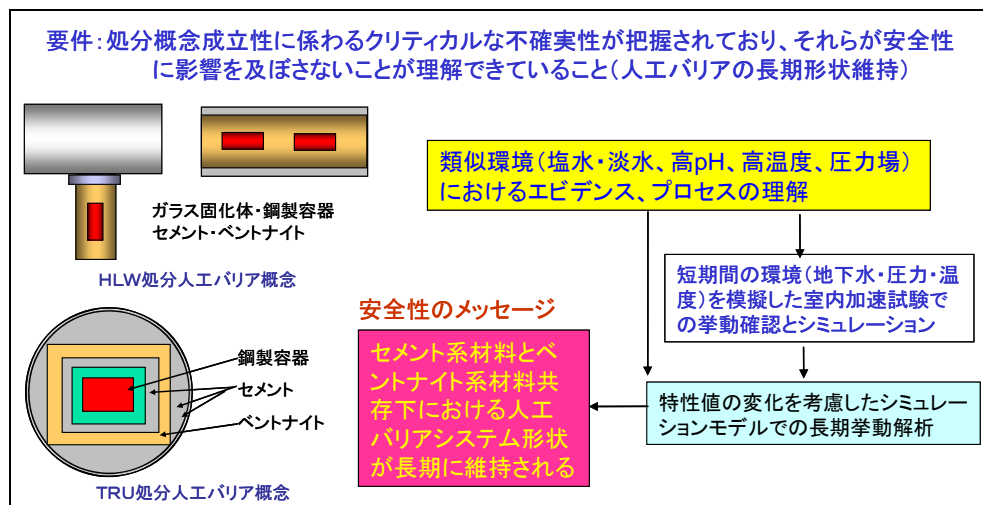 要件：処分概念成立性に係わるクリティカルな不確実性が把握されており、それらが安全性
に影響を及ぼさないことが理解できていること（人工バリアの長期形状維持）
ガラス固化体・鋼製容器
セメント・ベントナイト
HLW処分人工バリア概念
鋼製容器
セメント
ベントナイト
TRU処分人工バリア概念
類似環境（塩水・淡水、高pH、高温度、圧力場）
におけるエビデンス、プロセスの理解
短期間の環境（地下水・圧力・温
度）を模擬した室内加速試験で
の挙動確認とシミュレーション
特性値の変化を考慮したシミュレー
ションモデルでの長期挙動解析
安全性のメッセージ
セメント系材料とベ
ントナイト系材料共
存下における人工
バリアシステム形状
が長期に維持される